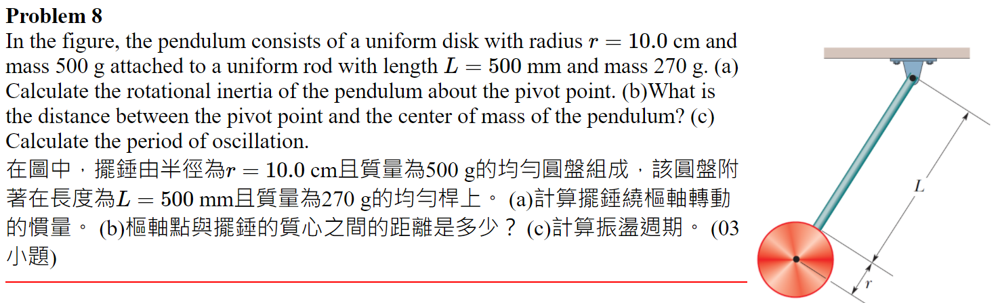 Problem 8
In the figure, the pendulum consists of a uniform disk with radius r = 10.0 cm and
mass 500 g attached to a uniform rod with length L = 500 mm and mass 270 g. (a)
Calculate the rotational inertia of the pendulum about the pivot point. (b)What is
the distance between the pivot point and the center of mass of the pendulum? (c)
Calculate the period of oscillation.
在圖中，擺錘由半徑為r = 10.0 cm且質量為500 g的均勻圓盤組成，該圓盤附
著在長度為L = 500 mm且質量為270 g的均勻桿上。 (a)計算擺錘繞樞軸轉動
的慣量。 (b)樞軸點與擺錘的質心之間的距離是多少？ (c)計算振盪週期。 (03
小題)
L
r